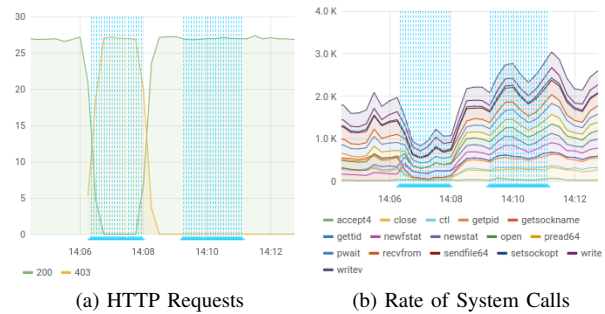 30
25
20
15
10
5
0
14:06 14:08 14:10 14:12
200 403
(a) HTTP Requests
4.0 K
3.0 K
2.0 K
1.0 K
0
14:06 14:08 14:10 14:12
accept4 close ctl getpid getsockname
gettid newfstat newstat open pread64
pwait recvfrom sendfile64 setsockopt write
writev
(b) Rate of System Calls